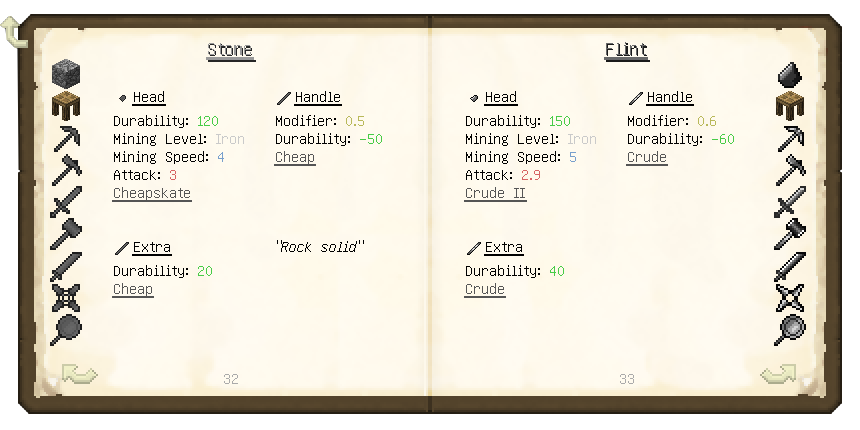 Stone
Head
Durability: 120
Mining Level: Iron
Mining Speed: 4
Attack: 3
Cheapskate
Handle
Modifier: 0.5
Durability: -50
Cheap
Extra
Durability: 20
Cheap
"Rock solid"
32
Flint
Head
Durability: 150
Mining Level: Iron
Mining Speed: 5
Attack: 2.9
Crude II
Handle
Modifier: 0.6
Durability: -60
Crude
Extra
Durability: 40
Crude
33